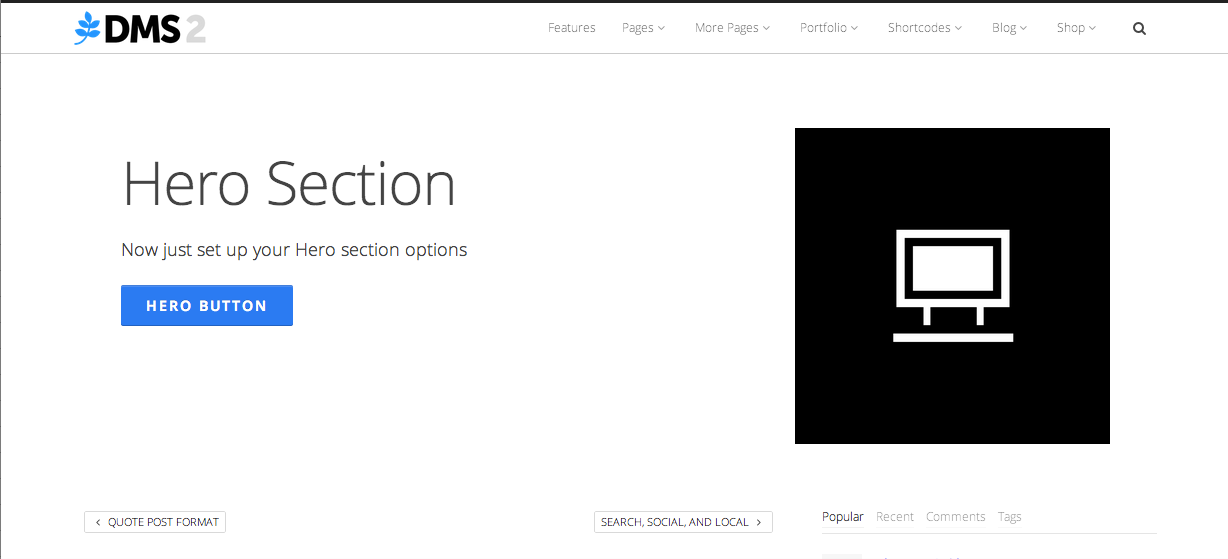 DMS 2
Features Pages More Pages Portfolio Shortcodes Blog Shop
Hero Section
Now just set up your Hero section options
HERO BUTTON
QUOTE POST FORMAT
SEARCH, SOCIAL, AND LOCAL
Popular Recent Comments Tags